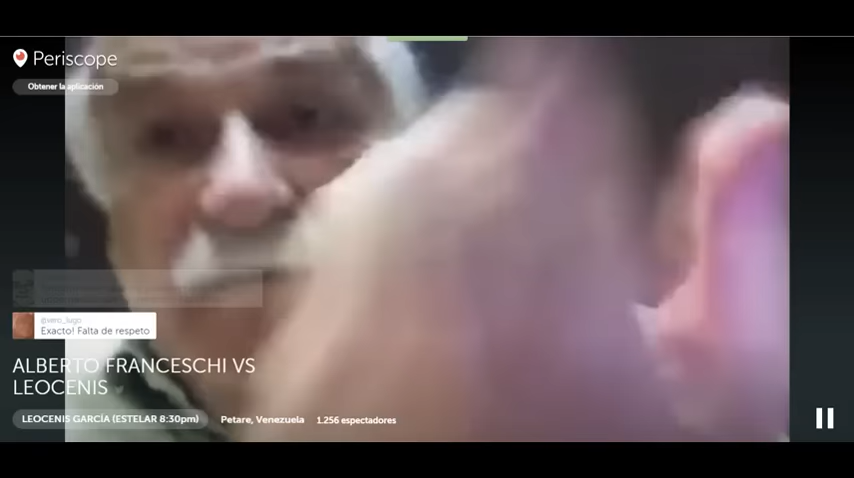 Periscope
Obtener la aplicación
@vero_lugo
Exacto! Falta de respeto
ALBERTO FRANCESCHI VS
LEOCENIS
LEOCENIS GARCÍA (ESTELAR 8:30pm) Petare, Venezuela 1.256 espectadores